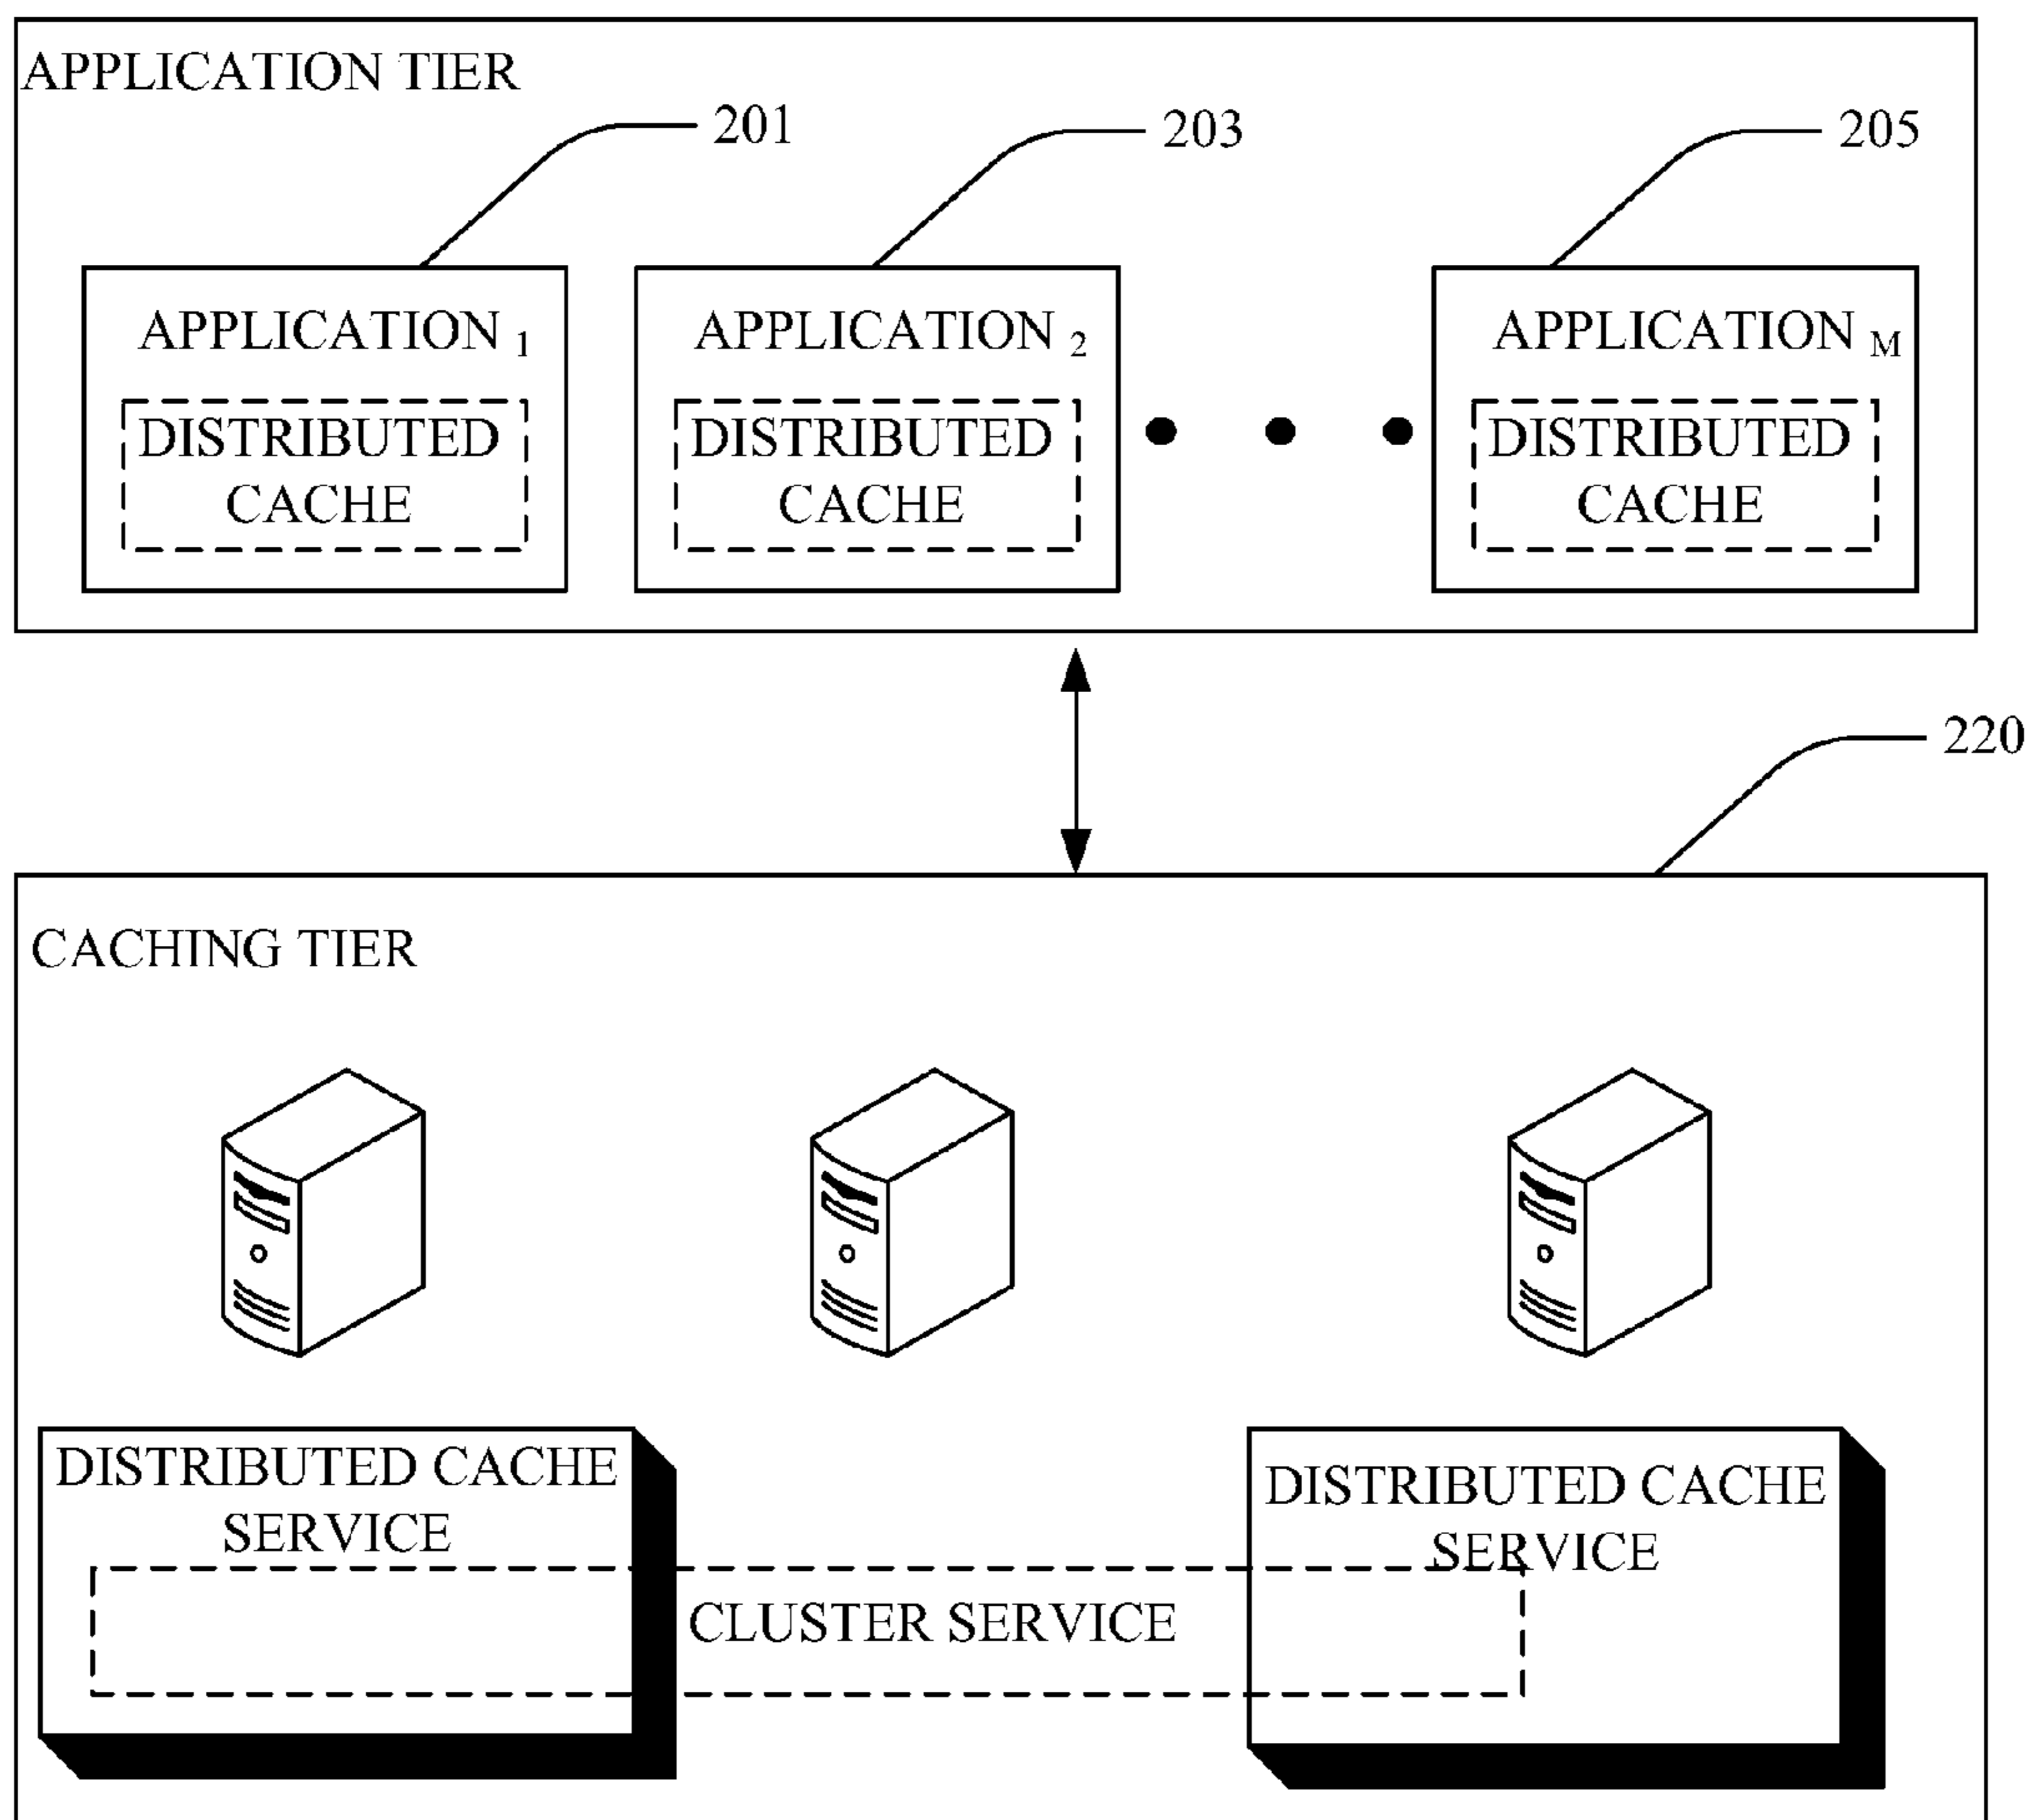 APPLICATION TIER
201
203
205
APPLICATION 1
APPLICATION 2
APPLICATION M
DISTRIBUTED
CACHE
DISTRIBUTED
CACHE
DISTRIBUTED
CACHE
220
CACHING TIER
DISTRIBUTED CACHE
SERVICE
DISTRIBUTED CACHE
SERVICE
CLUSTER SERVICE